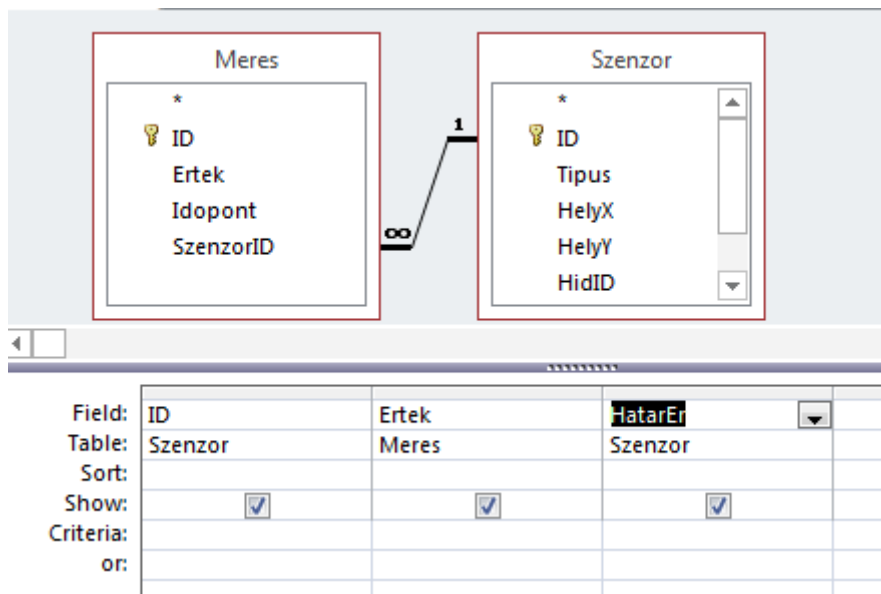 Meres
*
ID
Ertek
Idopont
SzenzorID
∞
1
Szenzor
*
ID
Tipus
HelyX
HelyY
HidID
Field: ID Ertek HatarEr
Table: Szenzor Meres Szenzor
Sort:
Show:
Criteria:
or: